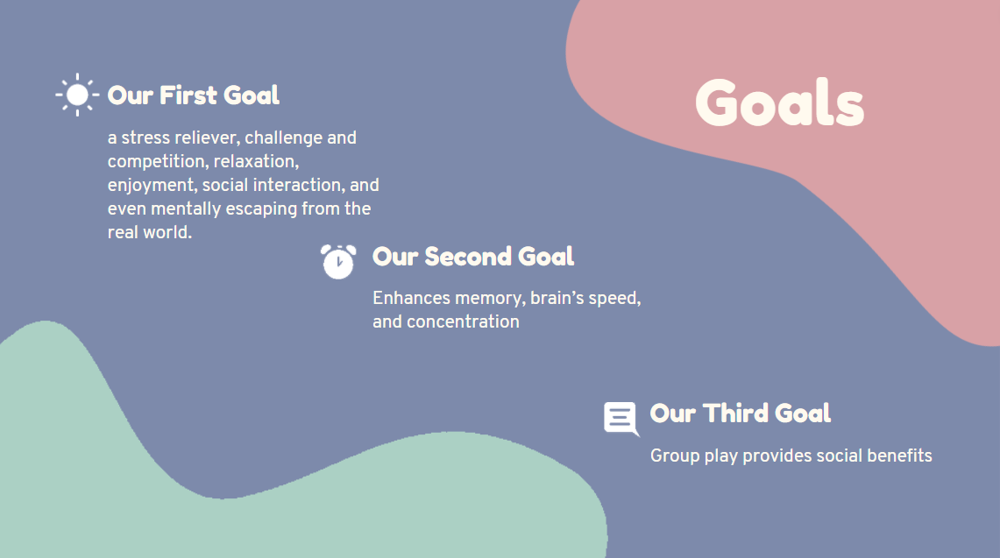 Goals
Our First Goal
a stress reliever, challenge and
competition, relaxation,
enjoyment, social interaction, and
even mentally escaping from the
real world.
Our Second Goal
Enhances memory, brain’s speed,
and concentration
Our Third Goal
Group play provides social benefits